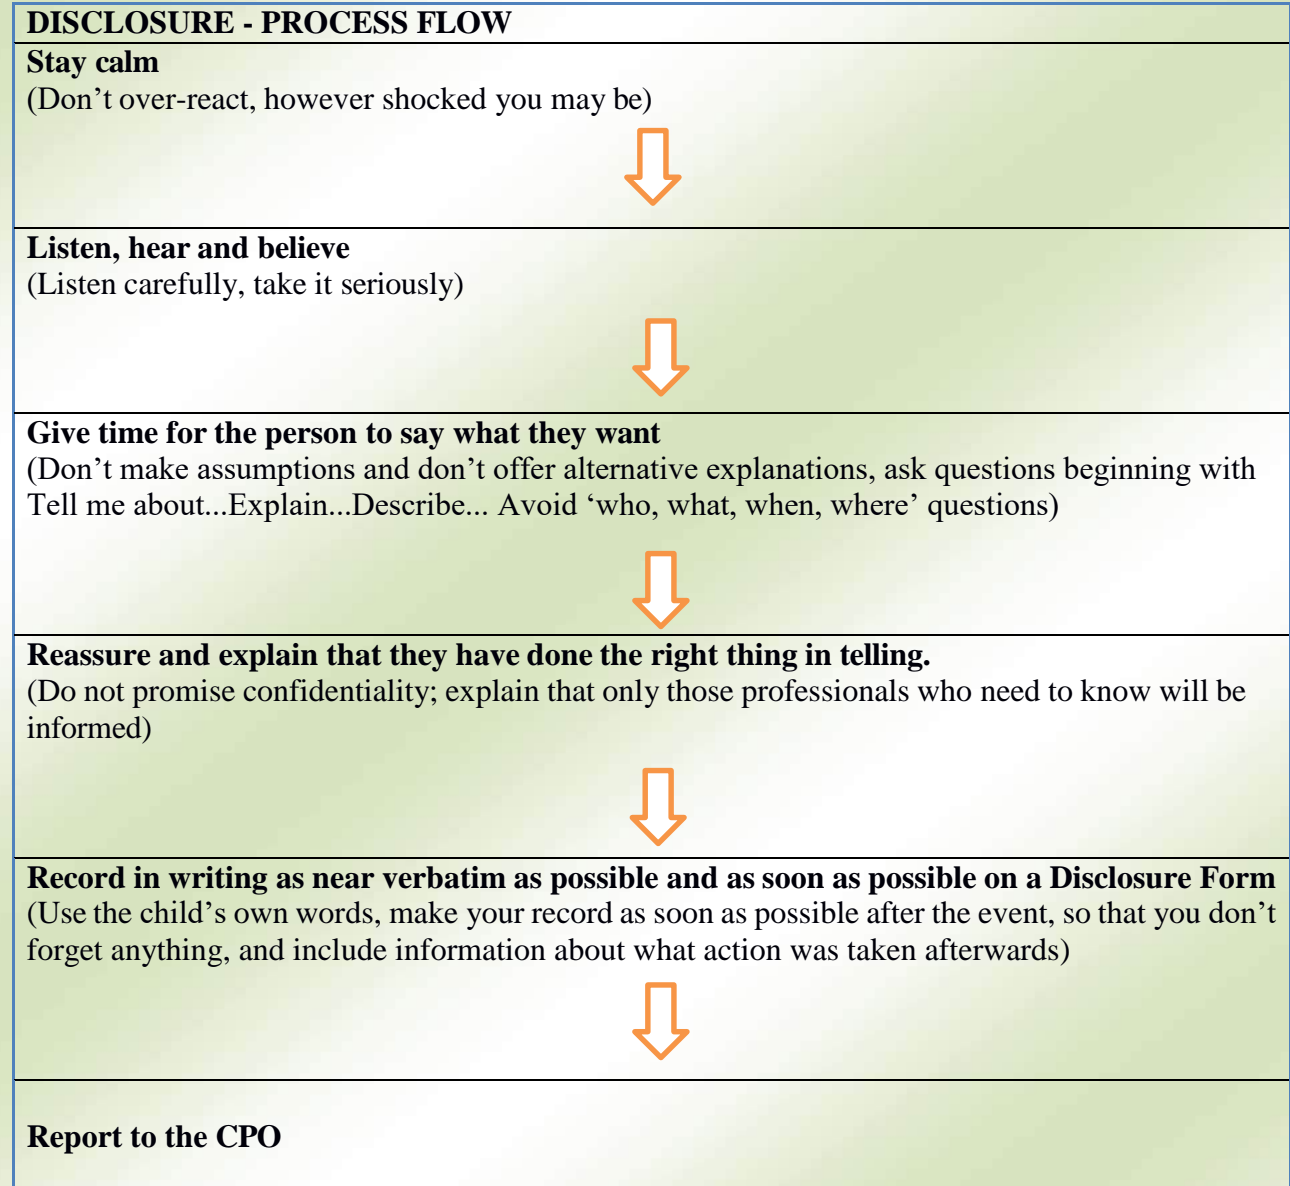 DISCLOSURE - PROCESS FLOW
Stay calm
(Don’t over-react, however shocked you may be)
Listen, hear and believe
(Listen carefully, take it seriously)
Give time for the person to say what they want
(Don’t make assumptions and don’t offer alternative explanations, ask questions beginning with
Tell me about...Explain...Describe... Avoid ‘who, what, when, where’ questions)
Reassure and explain that they have done the right thing in telling.
(Do not promise confidentiality; explain that only those professionals who need to know will be
informed)
Record in writing as near verbatim as possible and as soon as possible on a Disclosure Form
(Use the child’s own words, make your record as soon as possible after the event, so that you don’t
forget anything, and include information about what action was taken afterwards)
Report to the CPO